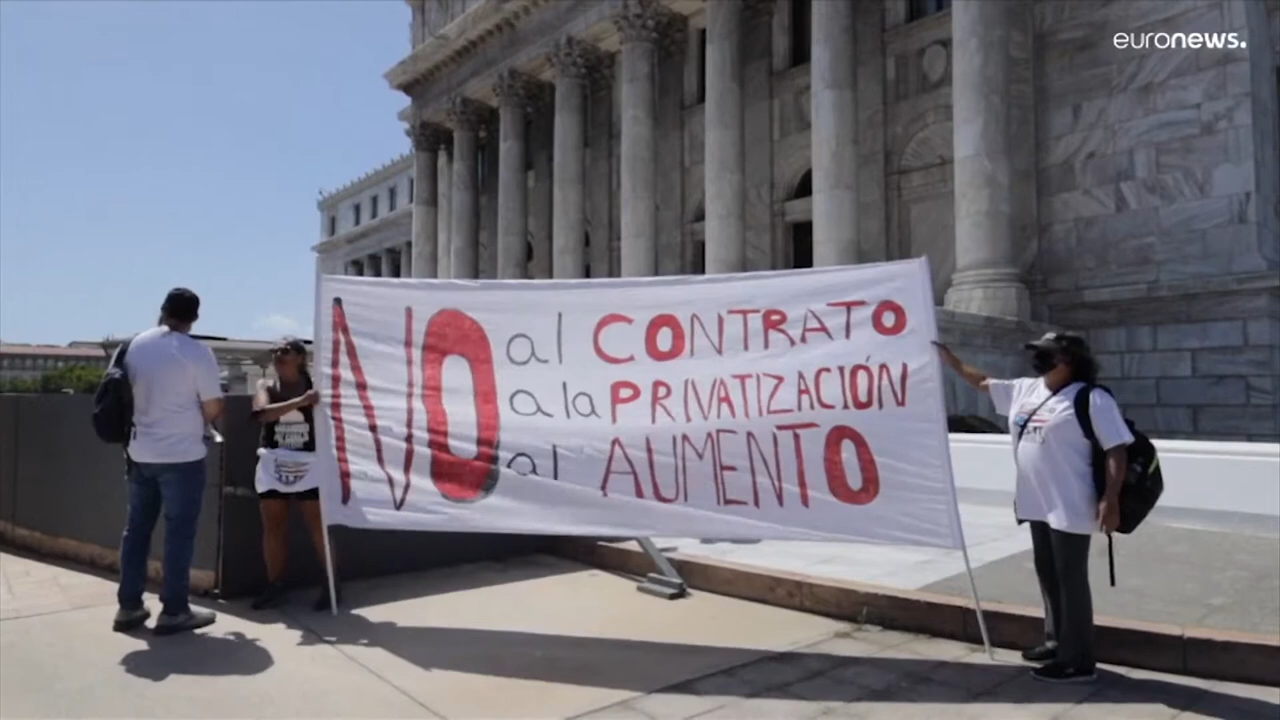 euronews.
NO al CONTRATO
a la PRIVATIZACIÓN
al AUMENTO